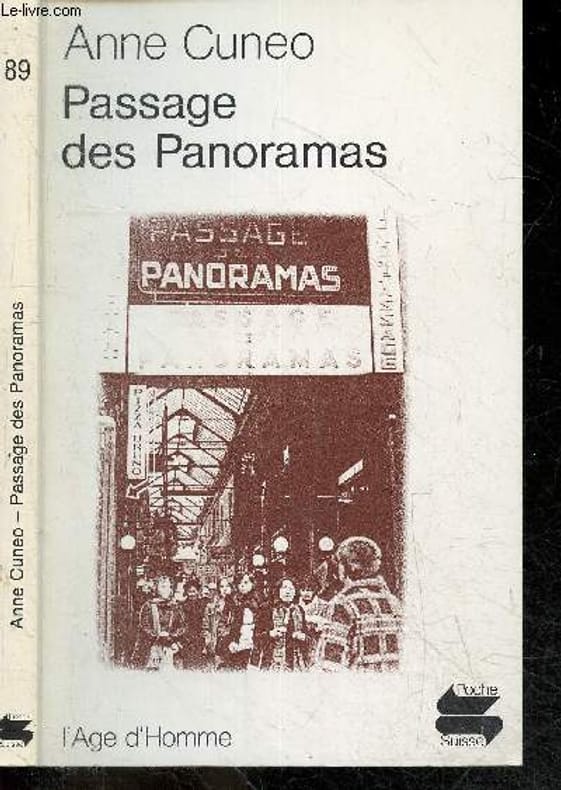 Le-livre.com
89
Anne Cuneo – Passage des Panoramas
Anne Cuneo
Passage
des Panoramas
PASSAGE
PANORAMAS
PASSAGE
PANORAMAS
PIZZA
l'Age d'Homme
Poche
Suisse